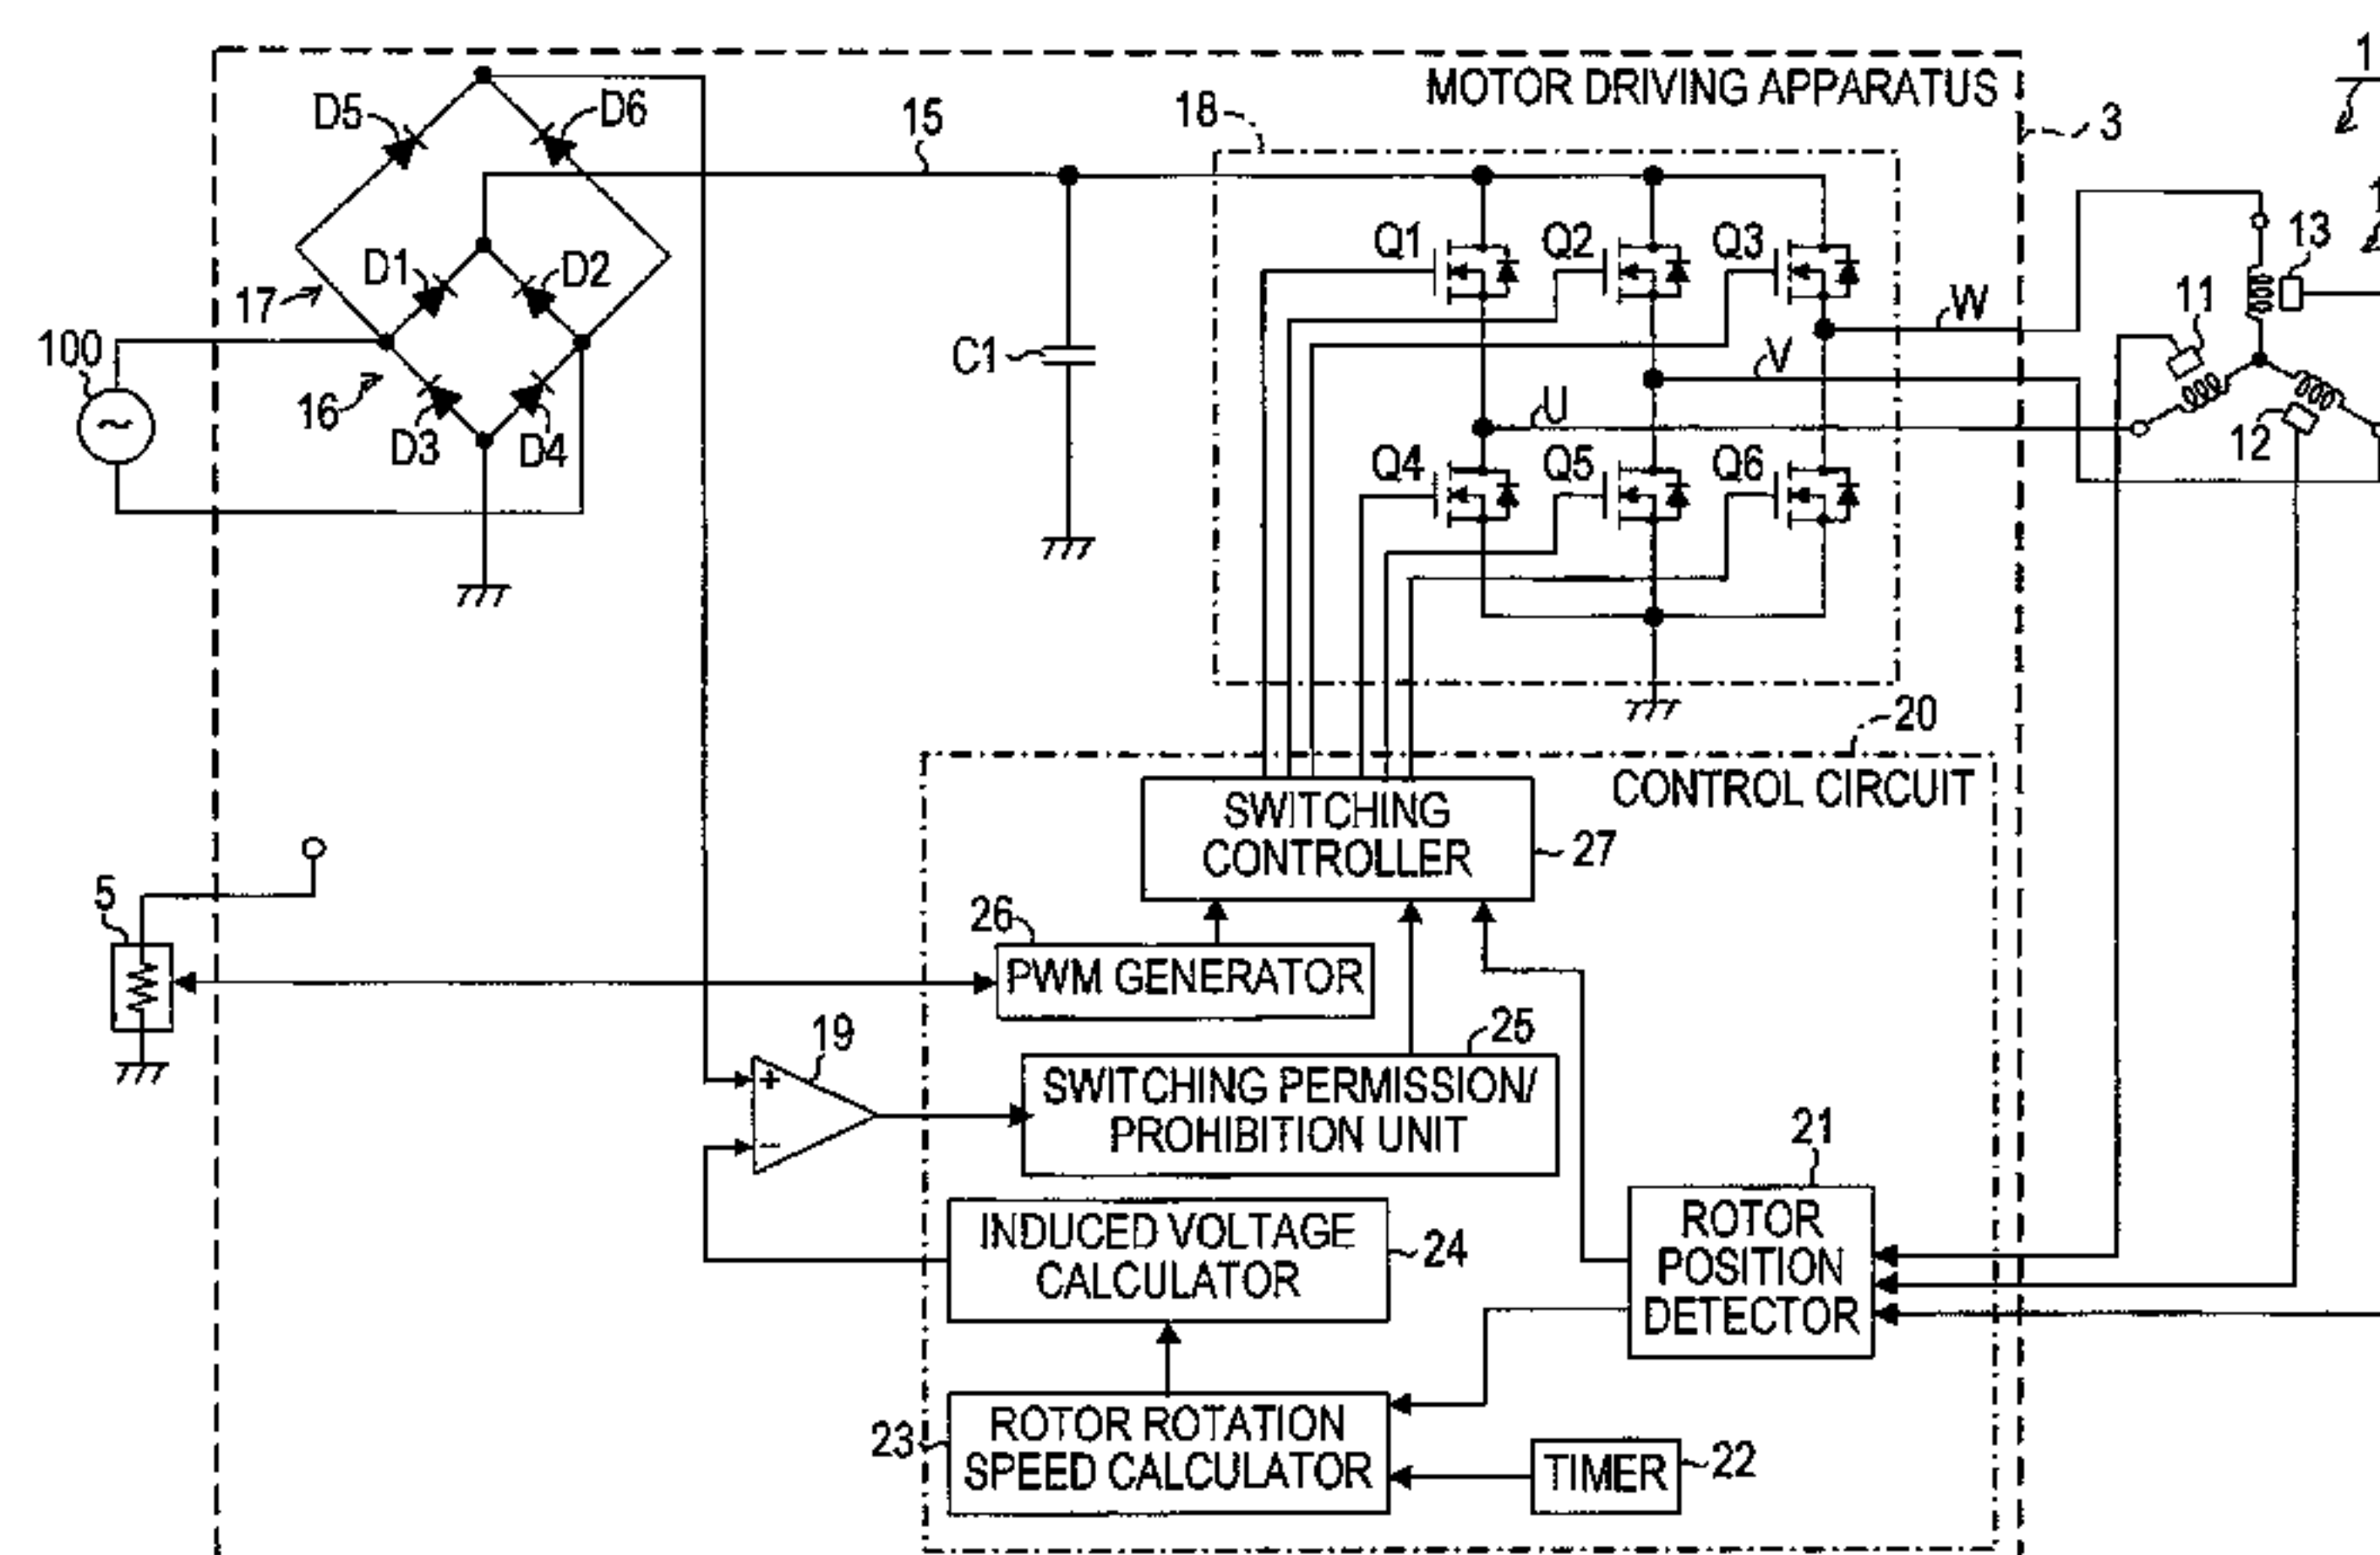 MOTOR DRIVING APPARATUS
1
D5
D6
15
18
3
13
D1
D2
Q1
Q2
Q3
17
W
11
100
C1
V
16
U
D3
D4
Q4
Q5
Q6
12
~
20
CONTROL CIRCUIT
SWITCHING
CONTROLLER
27
5
26
PWM GENERATOR
25
19
+
−
SWITCHING PERMISSION/
PROHIBITION UNIT
21
INDUCED VOLTAGE
CALCULATOR
24
ROTOR
POSITION
DETECTOR
23
ROTOR ROTATION
SPEED CALCULATOR
TIMER
22